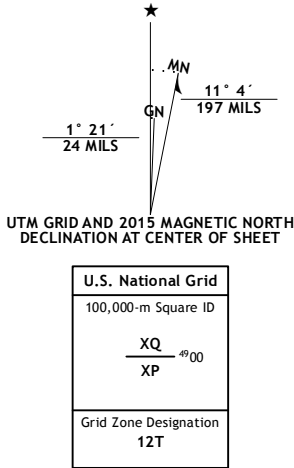 ★
MN
GN
11° 4´
197 MILS
1° 21´
24 MILS
UTM GRID AND 2015 MAGNETIC NORTH
DECLINATION AT CENTER OF SHEET
U.S. National Grid
100,000-m Square ID
XQ
4900
XP
Grid Zone Designation
12T